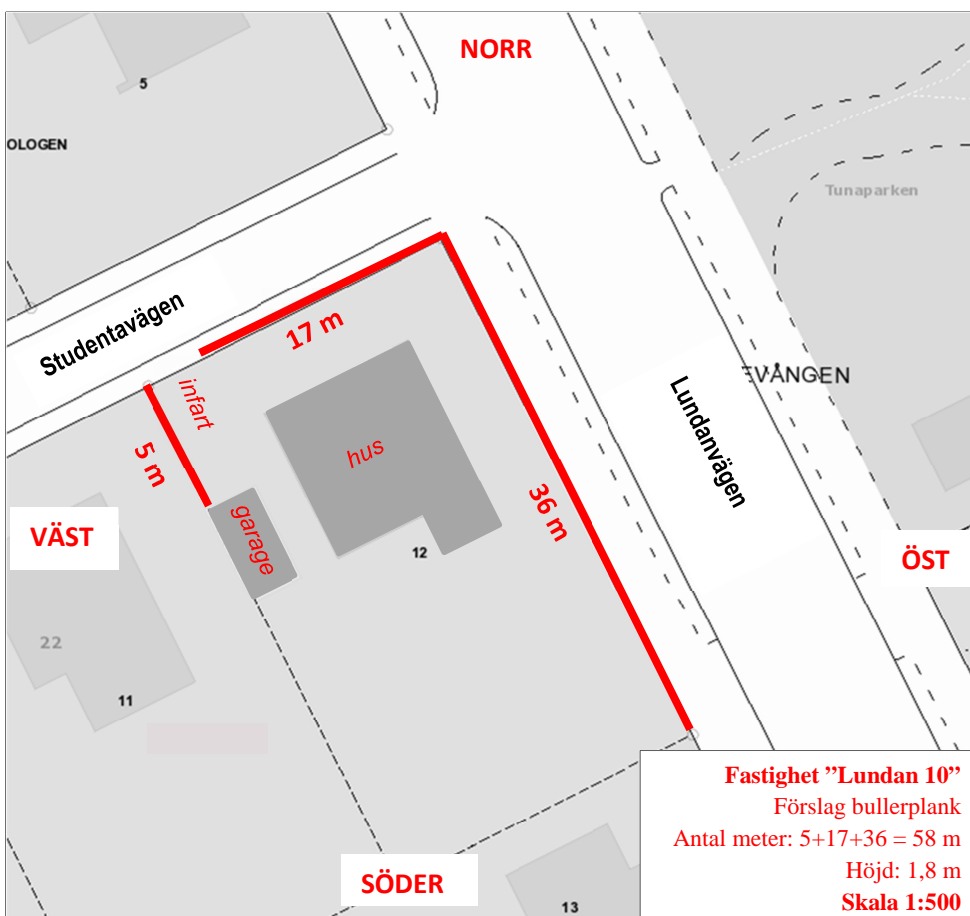 NORR
5
OLOGEN
Tunaparken
Studentavägen
17 m
EVÅNGEN
infart
Lundanvägen
hus
5 m
36 m
garage
VÄST
12
ÖST
22
11
Fastighet ”Lundan 10”
Förslag bullerplank
Antal meter: 5+17+36 = 58 m
Höjd: 1,8 m
Skala 1:500
SÖDER
13